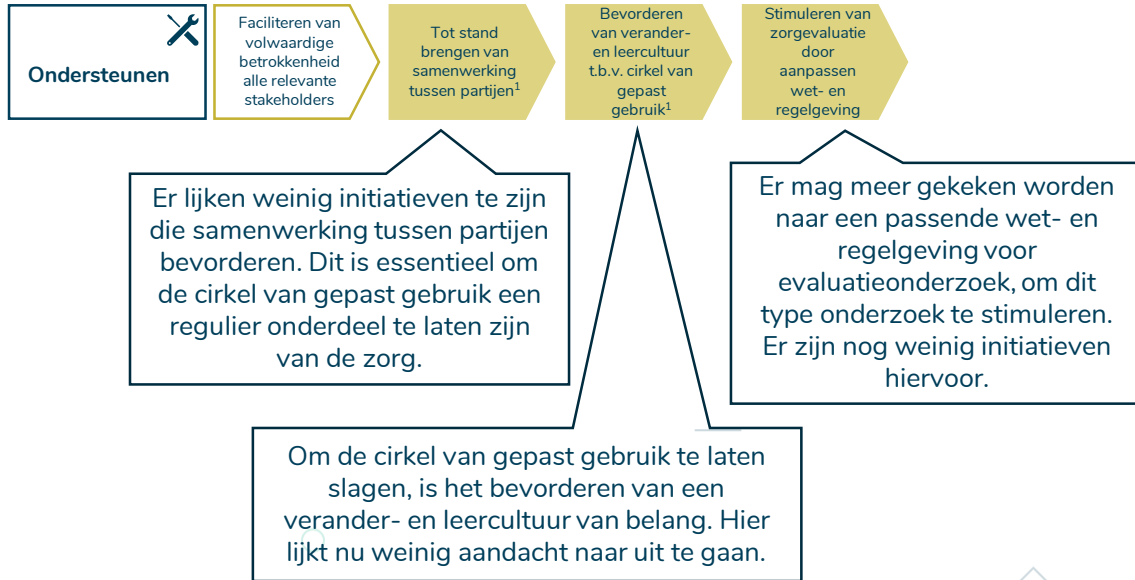 Ondersteunen
Faciliteren van
volwaardige
betrokkenheid
alle relevante
stakeholders
Tot stand
brengen van
samenwerking
tussen partijen¹
Bevorderen
van verander-
en leercultuur
t.b.v. cirkel van
gepast
gebruik¹
Stimuleren van
zorgevaluatie
door
aanpassen
wet- en
regelgeving
Er lijken weinig initiatieven te zijn
die samenwerking tussen partijen
bevorderen. Dit is essentieel om
de cirkel van gepast gebruik een
regulier onderdeel te laten zijn
van de zorg.
Er mag meer gekeken worden
naar een passende wet- en
regelgeving voor
evaluatieonderzoek, om dit
type onderzoek te stimuleren.
Er zijn nog weinig initiatieven
hiervoor.
Om de cirkel van gepast gebruik te laten
slagen, is het bevorderen van een
verander- en leercultuur van belang. Hier
lijkt nu weinig aandacht naar uit te gaan.